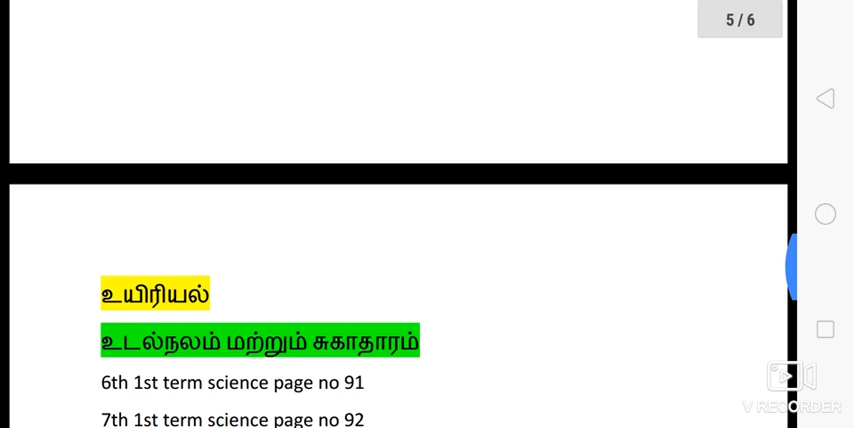 5 / 6
உயிரியல்
உடல்நலம் மற்றும் சுகாதாரம்
6th 1st term science page no 91
7th 1st term science page no 92
V RECORDER